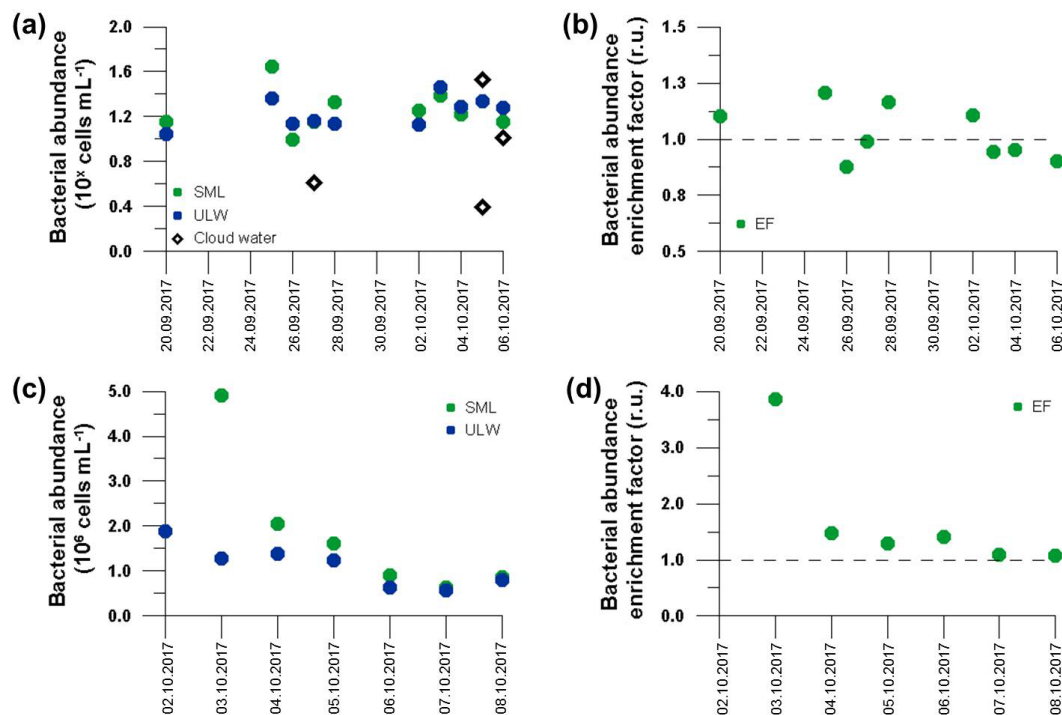 (a)
Bacterial abundance
(10ˣ cells mL⁻¹)
2.0
1.6
1.2
0.8
0.4
0.0
SML
ULW
Cloud water
20.09.2017
22.09.2017
24.09.2017
26.09.2017
28.09.2017
30.09.2017
02.10.2017
04.10.2017
06.10.2017
(b)
Bacterial abundance
enrichment factor (r.u.)
1.5
1.3
1.0
0.8
0.5
EF
20.09.2017
22.09.2017
24.09.2017
26.09.2017
28.09.2017
30.09.2017
02.10.2017
04.10.2017
06.10.2017
(c)
Bacterial abundance
(10⁶ cells mL⁻¹)
5.0
4.0
3.0
2.0
1.0
0.0
SML
ULW
02.10.2017
03.10.2017
04.10.2017
05.10.2017
06.10.2017
07.10.2017
08.10.2017
(d)
Bacterial abundance
enrichment factor (r.u.)
4.0
3.0
2.0
1.0
0.0
EF
02.10.2017
03.10.2017
04.10.2017
05.10.2017
06.10.2017
07.10.2017
08.10.2017